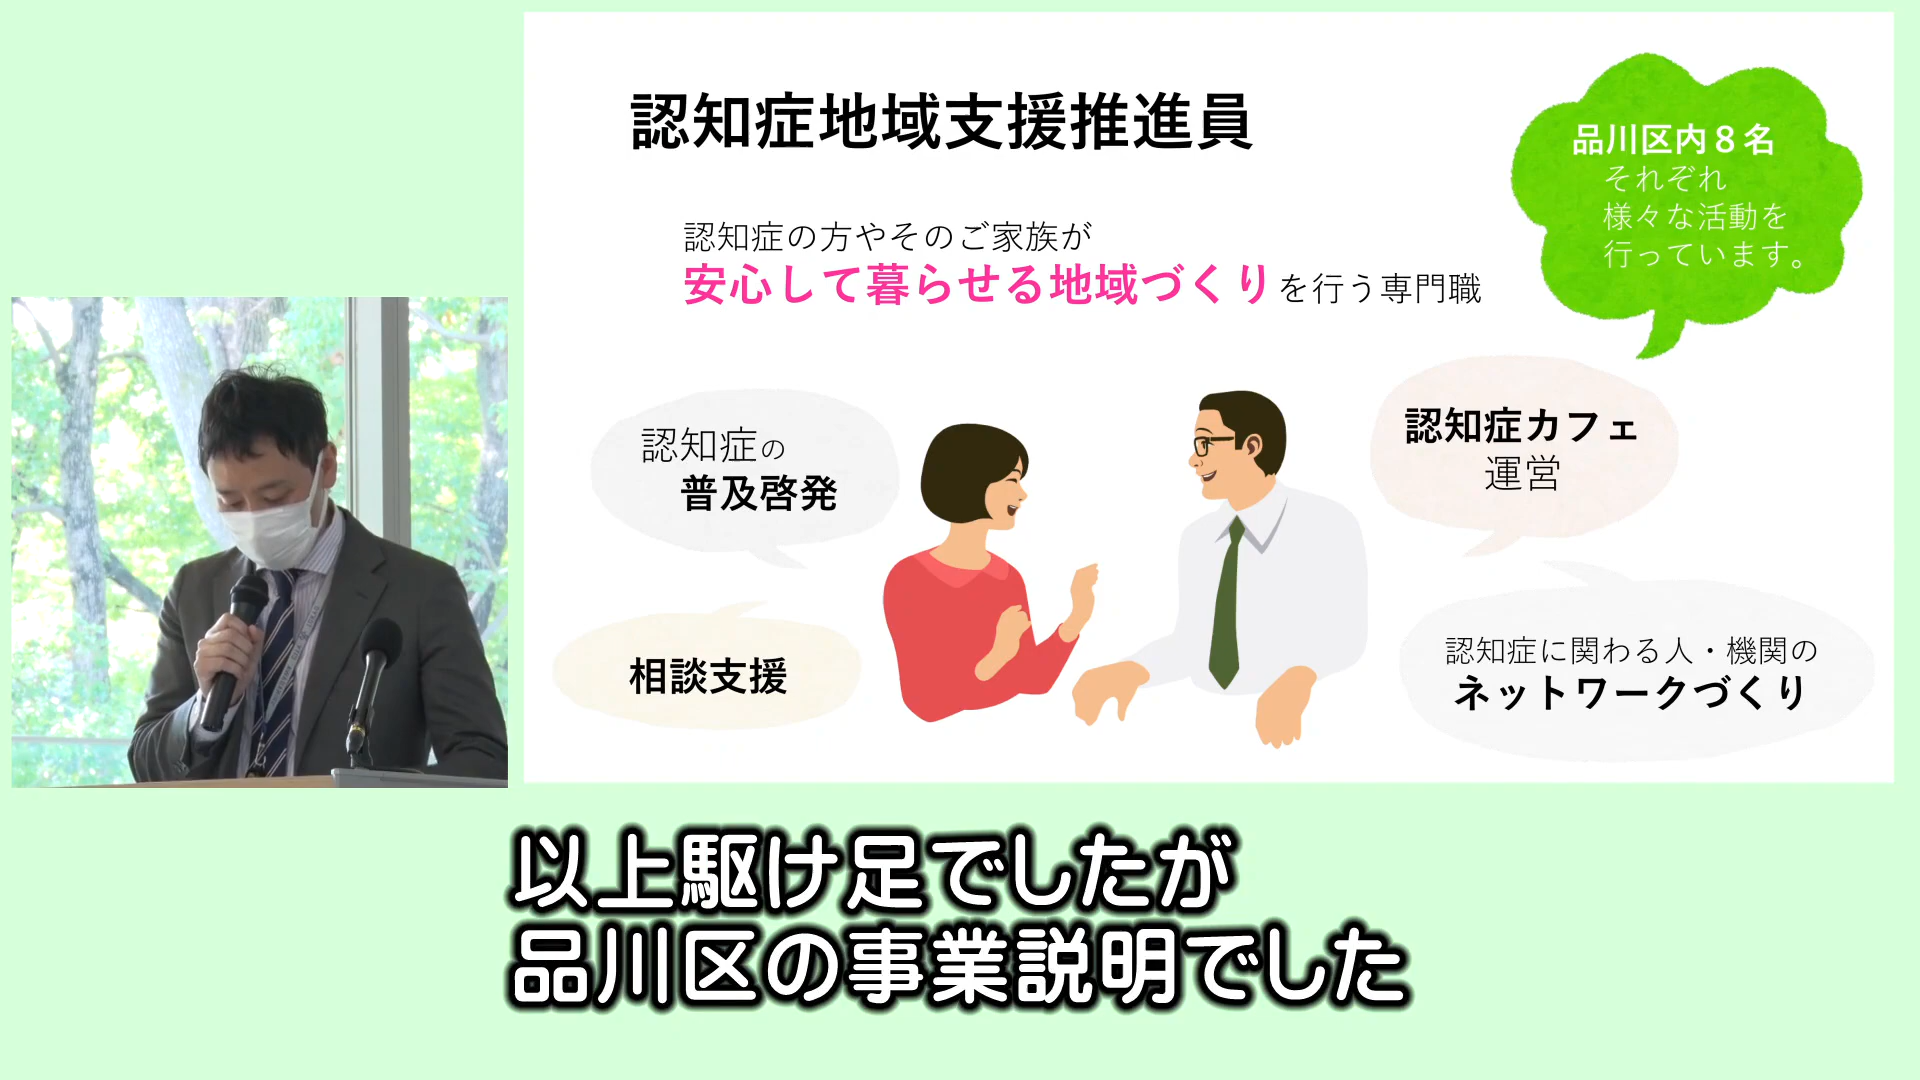 認知症地域支援推進員
品川区内8名
それぞれ
様々な活動を
行っています。
認知症の方やそのご家族が
安心して暮らせる地域づくりを行う専門職
認知症の
普及啓発
認知症カフェ
運営
相談支援
認知症に関わる人・機関の
ネットワークづくり
以上駆け足でしたが
品川区の事業説明でした